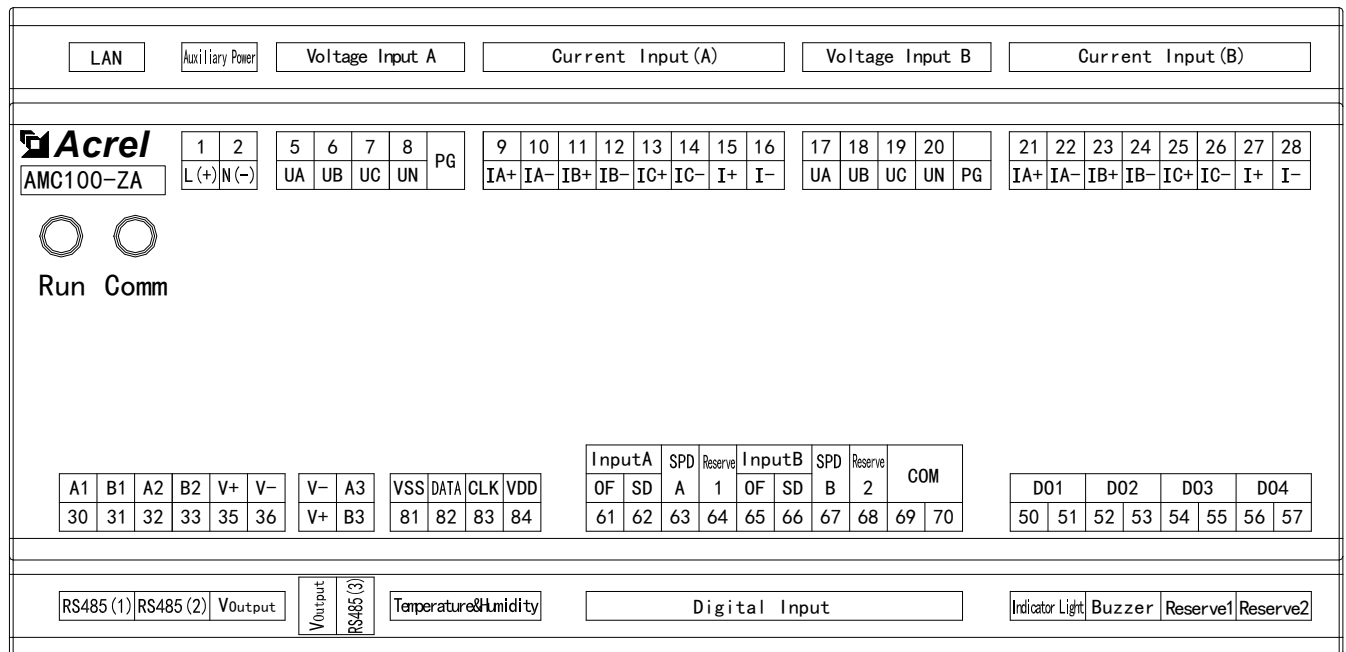 LAN Auxiliary Power Voltage Input A Current Input(A) Voltage Input B Current Input(B)
Acrel
AMC100-ZA
1 2 5 6 7 8 PG 9 10 11 12 13 14 15 16 17 18 19 20 21 22 23 24 25 26 27 28
L(+) N(-) UA UB UC UN IA+ IA- IB+ IB- IC+ IC- I+ I- UA UB UC UN PG IA+ IA- IB+ IB- IC+ IC- I+ I-
Run Comm
InputA SPD Reserve InputB SPD Reserve COM
A1 B1 A2 B2 V+ V- V- A3 VSS DATA CLK VDD OF SD A 1 OF SD B 2 DO1 DO2 DO3 DO4
30 31 32 33 35 36 V+ B3 81 82 83 84 61 62 63 64 65 66 67 68 69 70 50 51 52 53 54 55 56 57
RS485(1) RS485(2) VOutput VOutput RS485(3) Temperature&Humidity Digital Input Indicator Light Buzzer Reserve1 Reserve2